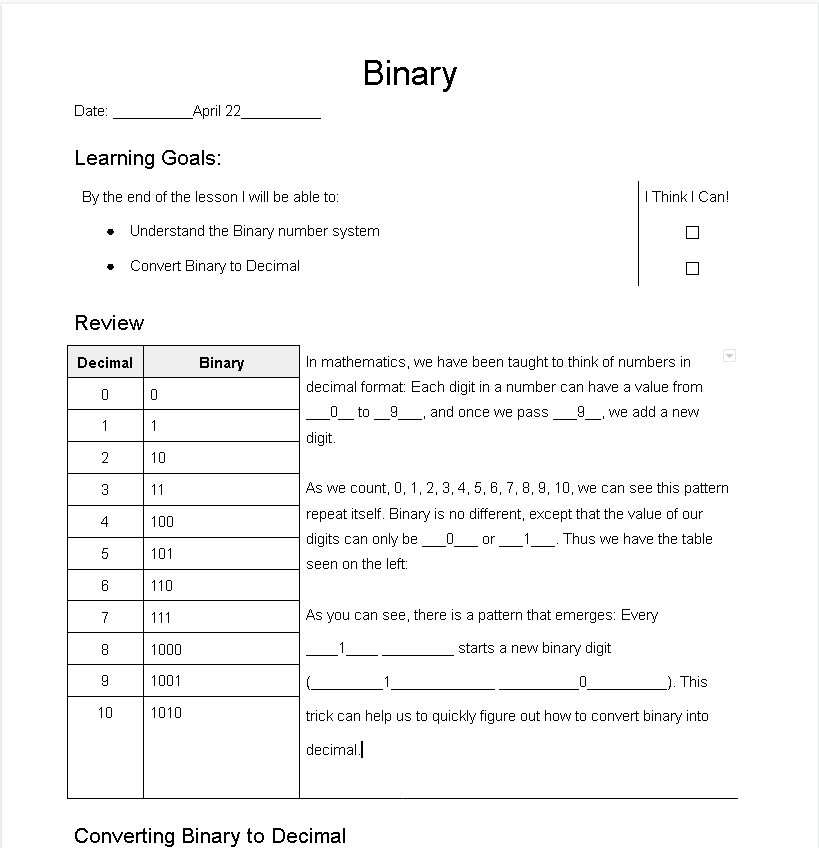 Binary
Date: __________April 22__________
Learning Goals:
By the end of the lesson I will be able to:
I Think I Can!
● Understand the Binary number system
● Convert Binary to Decimal
Review
Decimal Binary
0 0
1 1
2 10
3 11
4 100
5 101
6 110
7 111
8 1000
9 1001
10 1010
In mathematics, we have been taught to think of numbers in
decimal format: Each digit in a number can have a value from
___0__ to __9___, and once we pass ___9__, we add a new
digit.
As we count, 0, 1, 2, 3, 4, 5, 6, 7, 8, 9, 10, we can see this pattern
repeat itself. Binary is no different, except that the value of our
digits can only be ___0___ or ___1___. Thus we have the table
seen on the left:
As you can see, there is a pattern that emerges: Every
____1____ _________ starts a new binary digit
(_________1_____________ __________0__________). This
trick can help us to quickly figure out how to convert binary into
decimal.
Converting Binary to Decimal